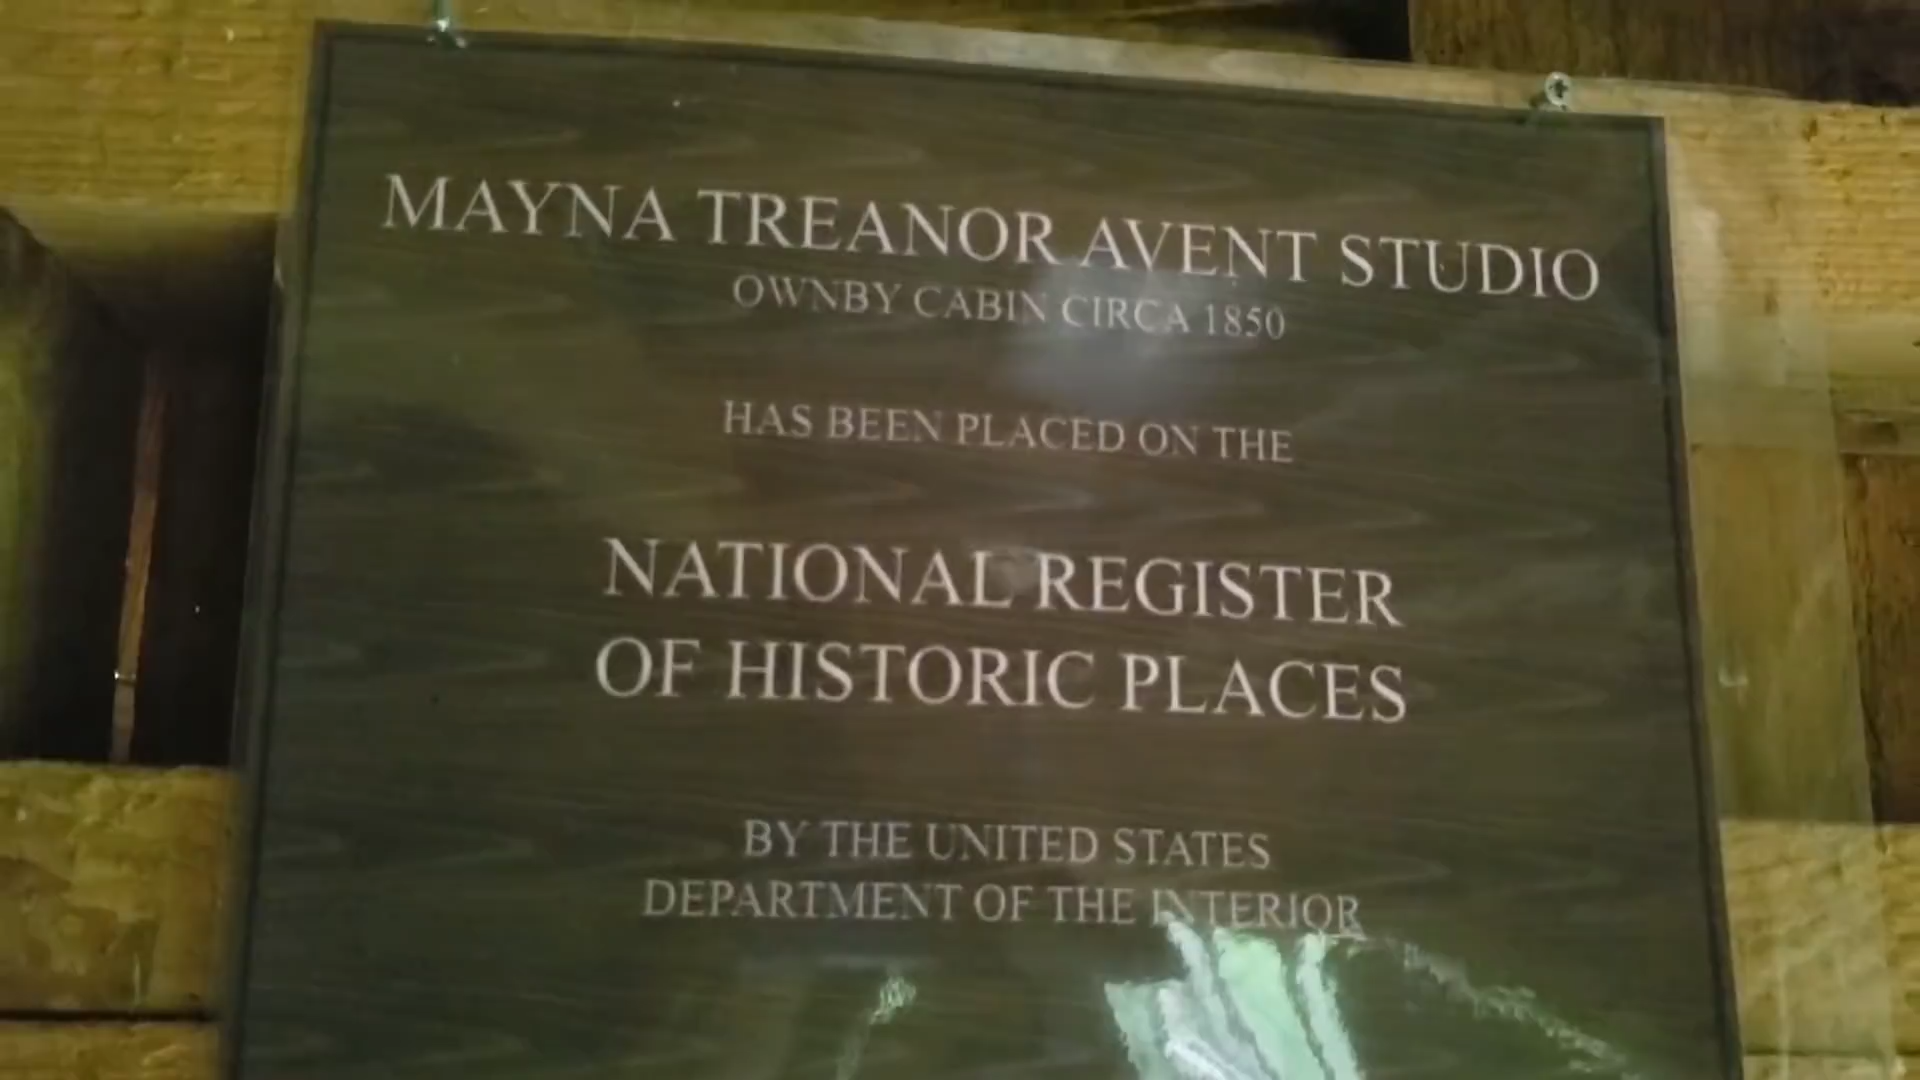 MAYNA TREANOR AVENT STUDIO
OWNBY CABIN CIRCA 1850
HAS BEEN PLACED ON THE
NATIONAL REGISTER
OF HISTORIC PLACES
BY THE UNITED STATES
DEPARTMENT OF THE INTERIOR